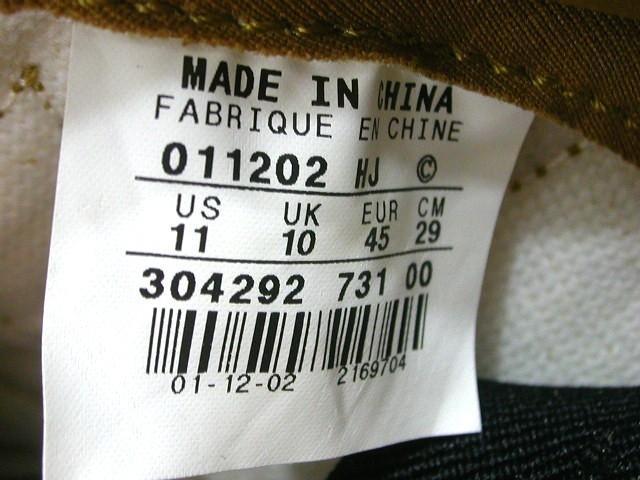 MADE IN CHINA
FABRIQUE EN CHINE
011202 HJ ©
US UK EUR CM
11 10 45 29
304292 731 00
01-12-02 2169704